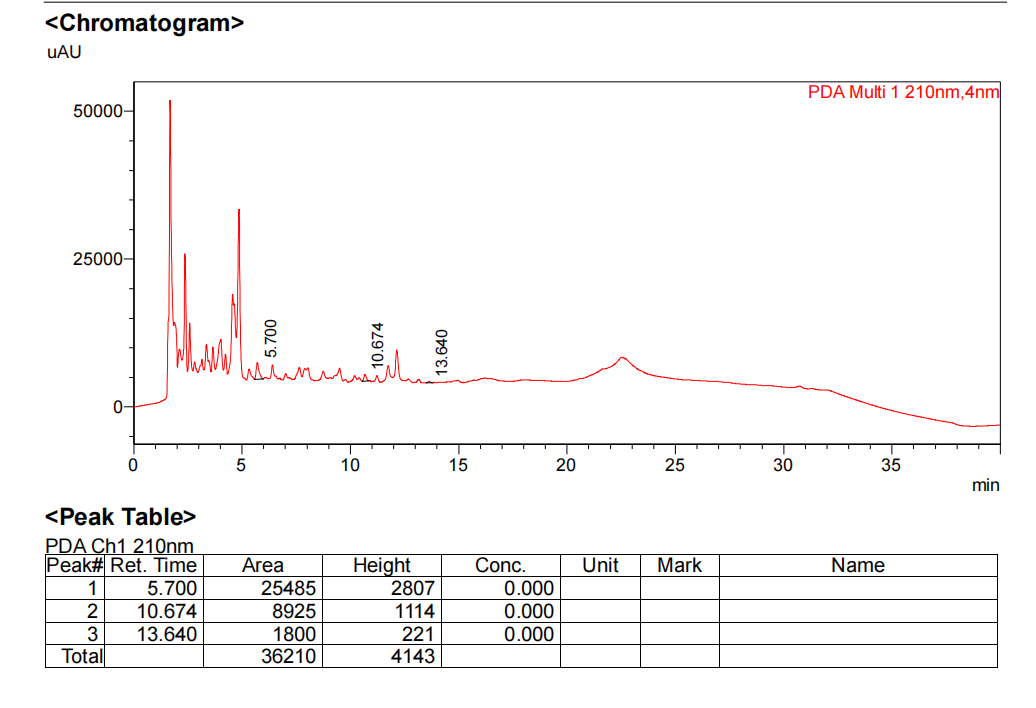 <Chromatogram>
uAU
PDA Multi 1 210nm,4nm
50000
25000
0
5.700
10.674
13.640
0 5 10 15 20 25 30 35
min
<Peak Table>
PDA Ch1 210nm
Peak# Ret. Time Area Height Conc. Unit Mark Name
1 5.700 25485 2807 0.000
2 10.674 8925 1114 0.000
3 13.640 1800 221 0.000
Total 36210 4143